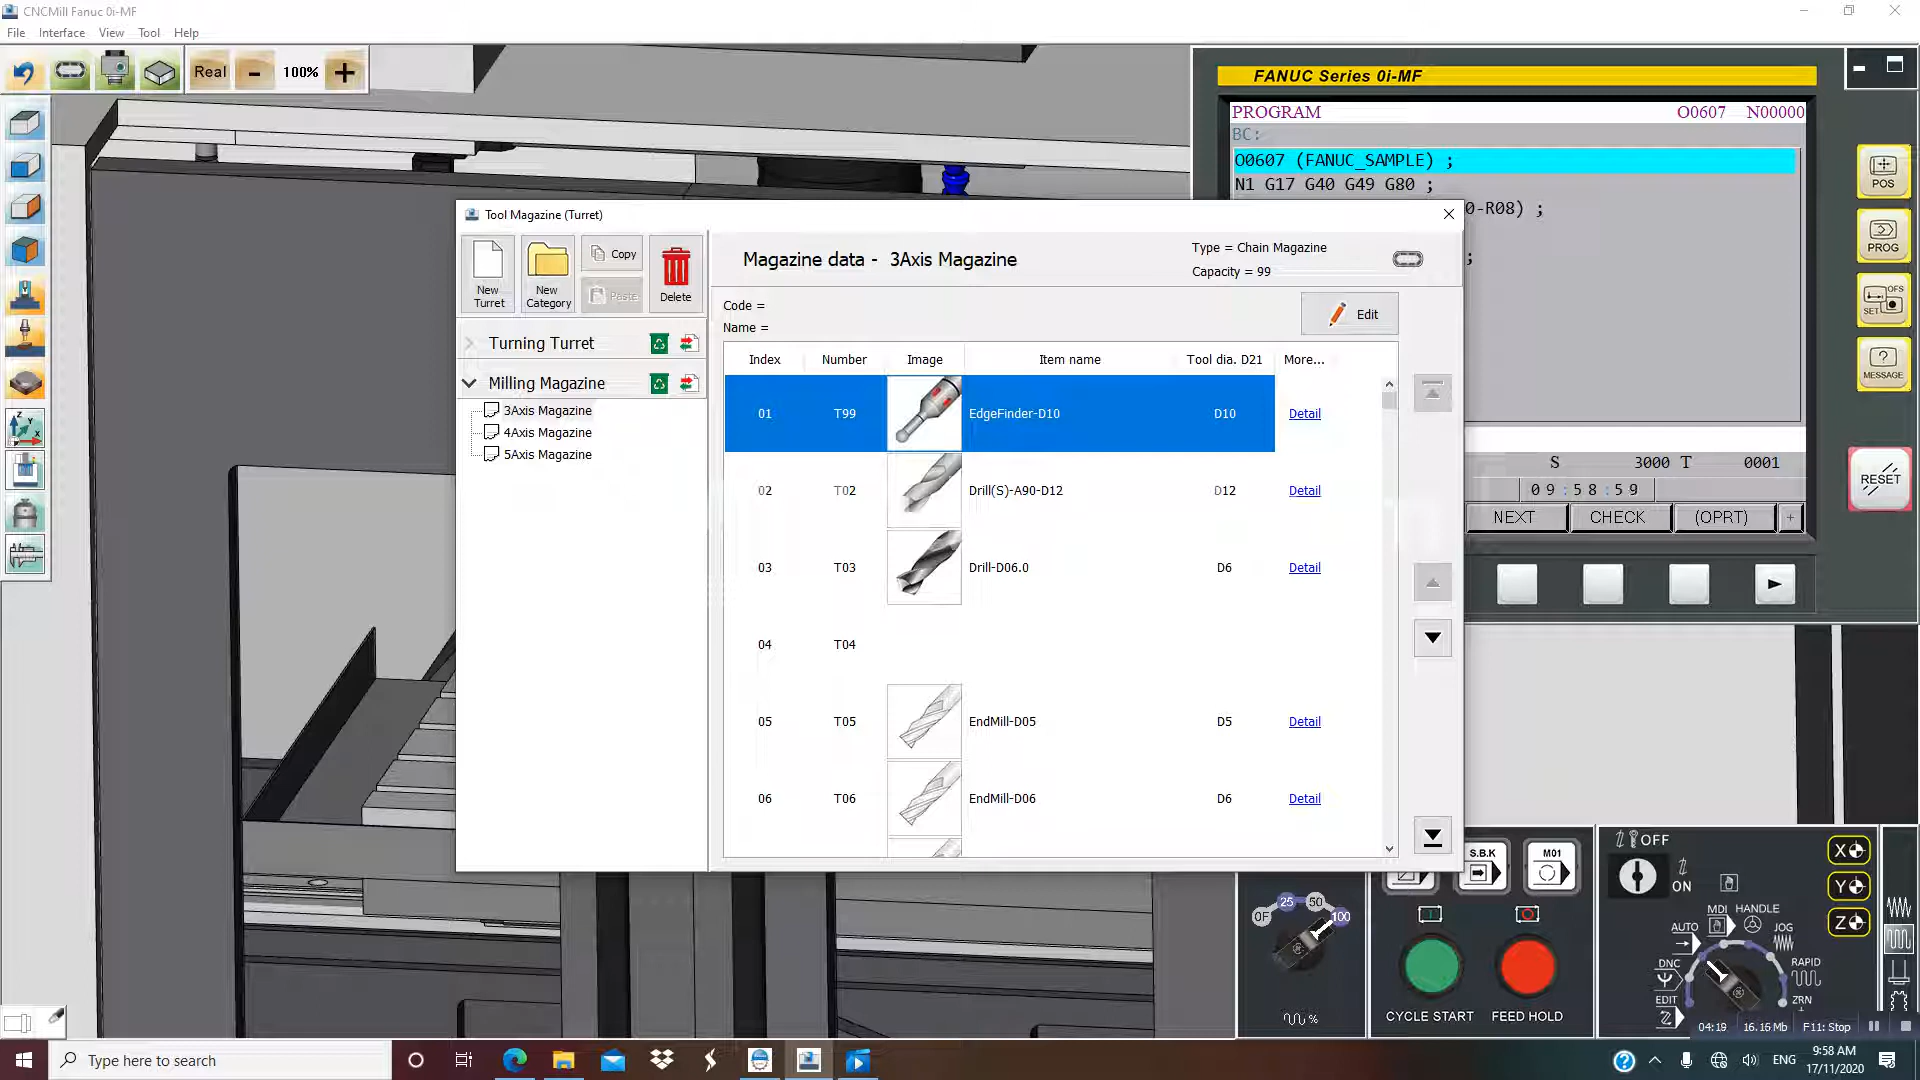 CNCMill Fanuc 0i-MF
File Interface View Tool Help
Real - 100% +
FANUC Series 0i-MF
PROGRAM O0607 N00000
BC:
O0607 (FANUC_SAMPLE) ;
N1 G17 G40 G49 G80 ;
0-R08) ;
;
S 3000 T 0001
09:58:59
NEXT CHECK (OPRT) +
POS
PROG
OFS
SET
MESSAGE
RESET
Tool Magazine (Turret)
New Turret
New Category
Copy
Paste
Delete
Turning Turret
Milling Magazine
3Axis Magazine
4Axis Magazine
5Axis Magazine
Magazine data - 3Axis Magazine
Type = Chain Magazine
Capacity = 99
Code =
Name =
Edit
Index Number Image Item name Tool dia. D21 More...
01 T99 EdgeFinder-D10 D10 Detail
02 T02 Drill(S)-A90-D12 D12 Detail
03 T03 Drill-D06.0 D6 Detail
04 T04
05 T05 EndMill-D05 D5 Detail
06 T06 EndMill-D06 D6 Detail
S.B.K M01
0F 25 50 100
%
CYCLE START FEED HOLD
OFF
ON
X
Y
Z
MDI HANDLE
AUTO JOG
DNC RAPID
EDIT ZRN
04:19 16.16 Mb F11: Stop
Type here to search
ENG
9:58 AM
17/11/2020